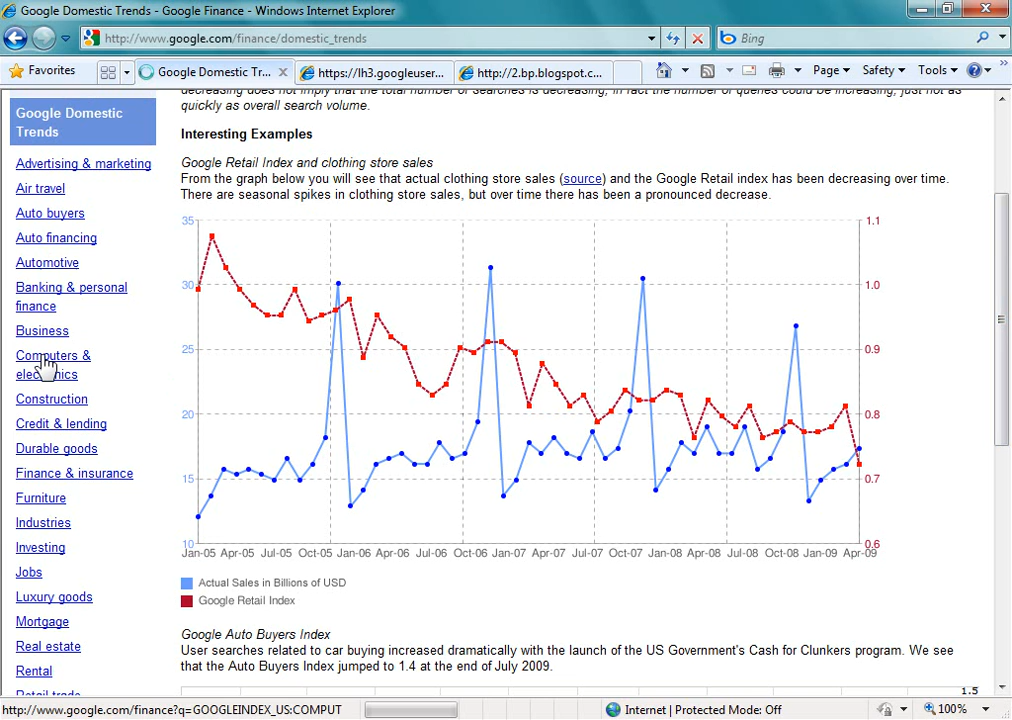 Google Domestic Trends - Google Finance - Windows Internet Explorer
http://www.google.com/finance/domestic_trends
Bing
Favorites
Google Domestic Tr...
https://lh3.googleuser...
http://2.bp.blogspot.c...
Page
Safety
Tools
decreasing does not imply that the total number of searches is decreasing, in fact the number of queries could be increasing, just not as
quickly as overall search volume.
Google Domestic
Trends
Advertising & marketing
Air travel
Auto buyers
Auto financing
Automotive
Banking & personal
finance
Business
Computers &
electronics
Construction
Credit & lending
Durable goods
Finance & insurance
Furniture
Industries
Investing
Jobs
Luxury goods
Mortgage
Real estate
Rental
Retail trade
Interesting Examples
Google Retail Index and clothing store sales
From the graph below you will see that actual clothing store sales (source) and the Google Retail index has been decreasing over time.
There are seasonal spikes in clothing store sales, but over time there has been a pronounced decrease.
35
30
25
20
15
10
1.1
1.0
0.9
0.8
0.7
0.6
Jan-05 Apr-05 Jul-05 Oct-05 Jan-06 Apr-06 Jul-06 Oct-06 Jan-07 Apr-07 Jul-07 Oct-07 Jan-08 Apr-08 Jul-08 Oct-08 Jan-09 Apr-09
Actual Sales in Billions of USD
Google Retail Index
Google Auto Buyers Index
User searches related to car buying increased dramatically with the launch of the US Government's Cash for Clunkers program. We see
that the Auto Buyers Index jumped to 1.4 at the end of July 2009.
1.5
http://www.google.com/finance?q=GOOGLEINDEX_US:COMPUT
Internet | Protected Mode: Off
100%